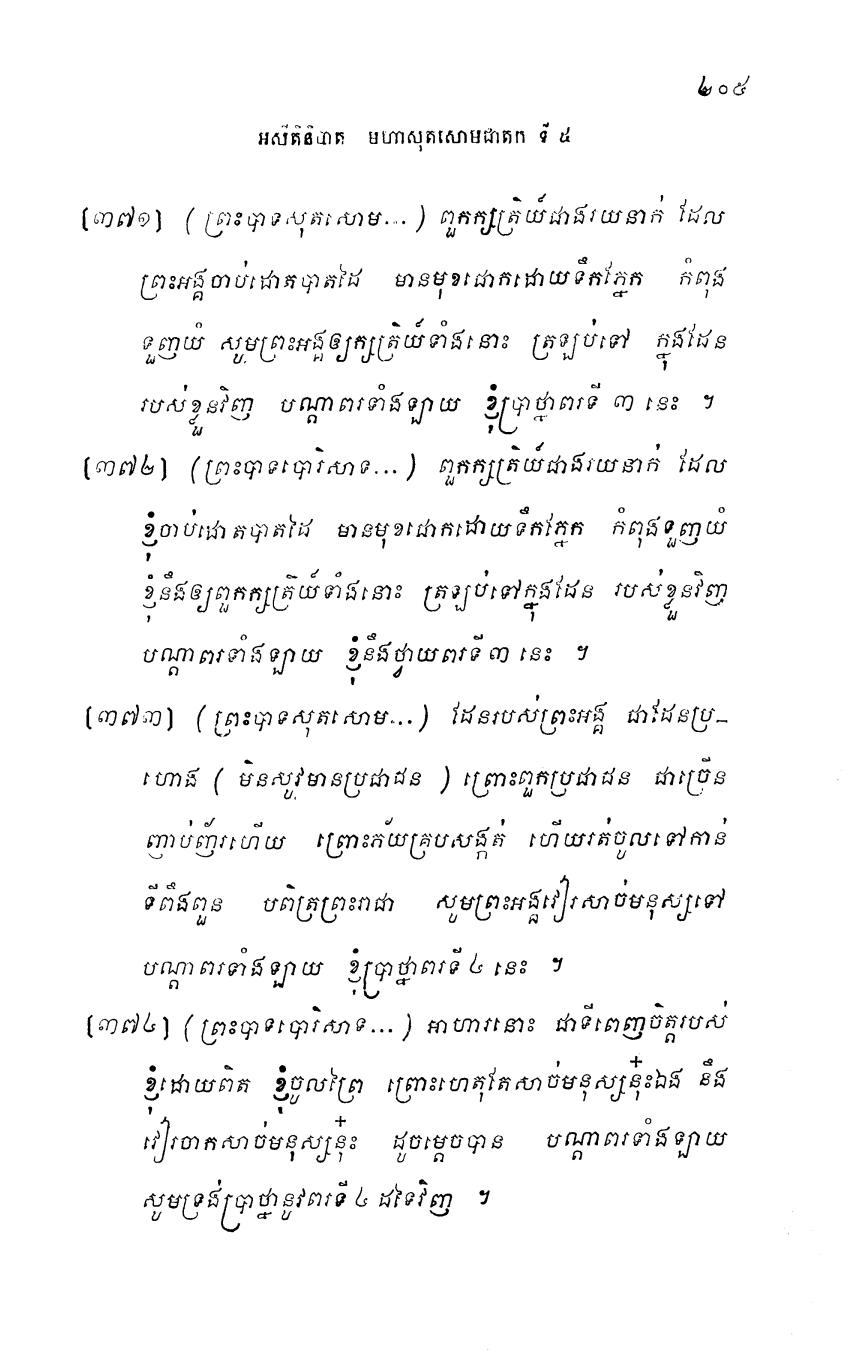 ២០៥
អសីតិនិបាត មហាសុតសោមជាតក ទី ៥
[៣៧១] (ព្រះបាទសុតសោម...) ពួកក្សត្រិយ៍ជាងរយនាក់ ដែល
ព្រះអង្គចាប់ដោតបាតដៃ មានមុខជោកដោយទឹកភ្នែក កំពុង
ទួញយំ សូមព្រះអង្គឲ្យក្សត្រិយ៍ទាំងនោះ ត្រឡប់ទៅ ក្នុងដែន
របស់ខ្លួនវិញ បណ្តាពរទាំងឡាយ ខ្ញុំប្រាថ្នាពរទី ៣ នេះ ។
[៣៧២] (ព្រះបាទបោរិសាទ...) ពួកក្សត្រិយ៍ជាងរយនាក់ ដែល
ខ្ញុំចាប់ដោតបាតដៃ មានមុខជោកដោយទឹកភ្នែក កំពុងទួញយំ
ខ្ញុំនឹងឲ្យពួកក្សត្រិយ៍ទាំងនោះ ត្រឡប់ទៅក្នុងដែន របស់ខ្លួនវិញ
បណ្តាពរទាំងឡាយ ខ្ញុំនឹងថ្វាយពរទី ៣ នេះ ។
[៣៧៣] (ព្រះបាទសុតសោម...) ដែនរបស់ព្រះអង្គ ជាដែនប្រ-
ហោង ( មិនសូវមានប្រជាជន ) ព្រោះពួកប្រជាជន ជាច្រើន
ញាប់ញ័រហើយ ព្រោះភ័យគ្របសង្កត់ ហើយរត់ចូលទៅកាន់
ទីពឹងពួន បពិត្រព្រះរាជា សូមព្រះអង្គវៀរសាច់មនុស្សទៅ
បណ្តាពរទាំងឡាយ ខ្ញុំប្រាថ្នាពរទី ៤ នេះ ។
[៣៧៤] (ព្រះបាទបោរិសាទ...) អាហារនោះ ជាទីពេញចិត្តរបស់
ខ្ញុំដោយពិត ខ្ញុំចូលព្រៃ ព្រោះហេតុតែសាច់មនុស្សនុ៎ះឯង នឹង
វៀរចាកសាច់មនុស្សនុ៎ះ ដូចម្តេចបាន បណ្តាពរទាំងឡាយ
សូមទ្រង់ប្រាថ្នានូវពរទី ៤ ដទៃវិញ ។